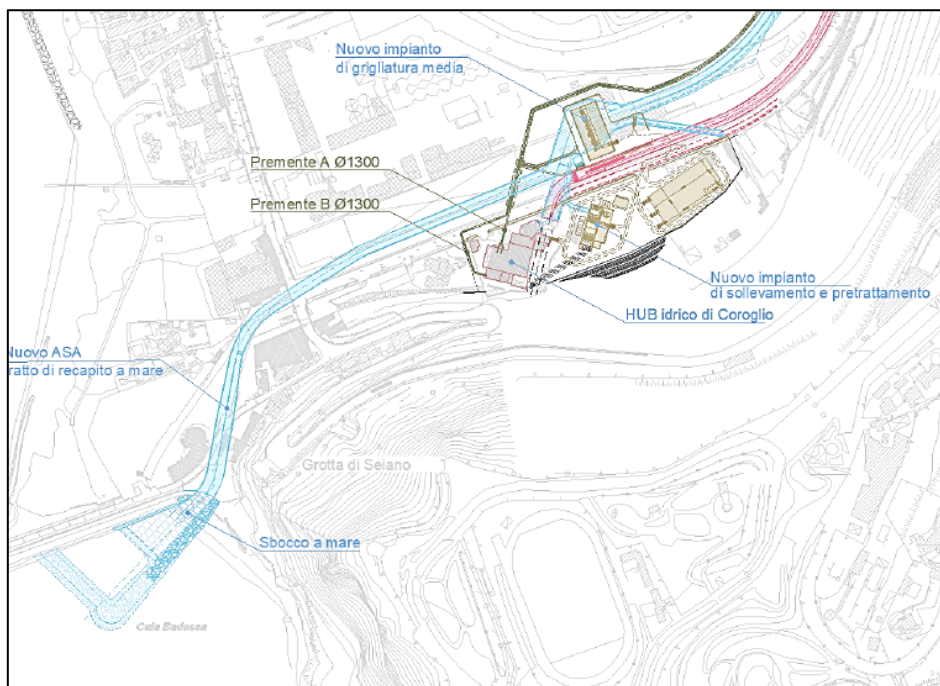 Nuovo impianto
di grigliatura media
Premente A Ø1300
Premente B Ø1300
Nuovo impianto
di sollevamento e pretrattamento
HUB idrico di Coroglio
Nuovo ASA
ratto di recapito a mare
Grotta di Seiano
Sbocco a mare
Cala Badessa